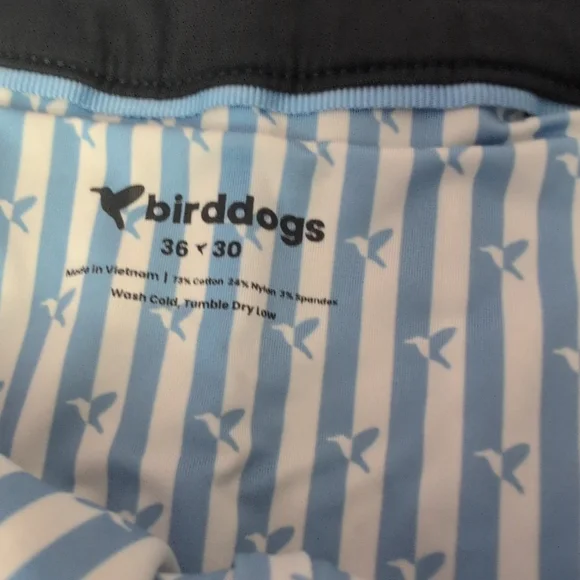 birddogs
36 30
Made in Vietnam | 73% Cotton 24% Nylon 3% Spandex
Wash Cold, Tumble Dry Low